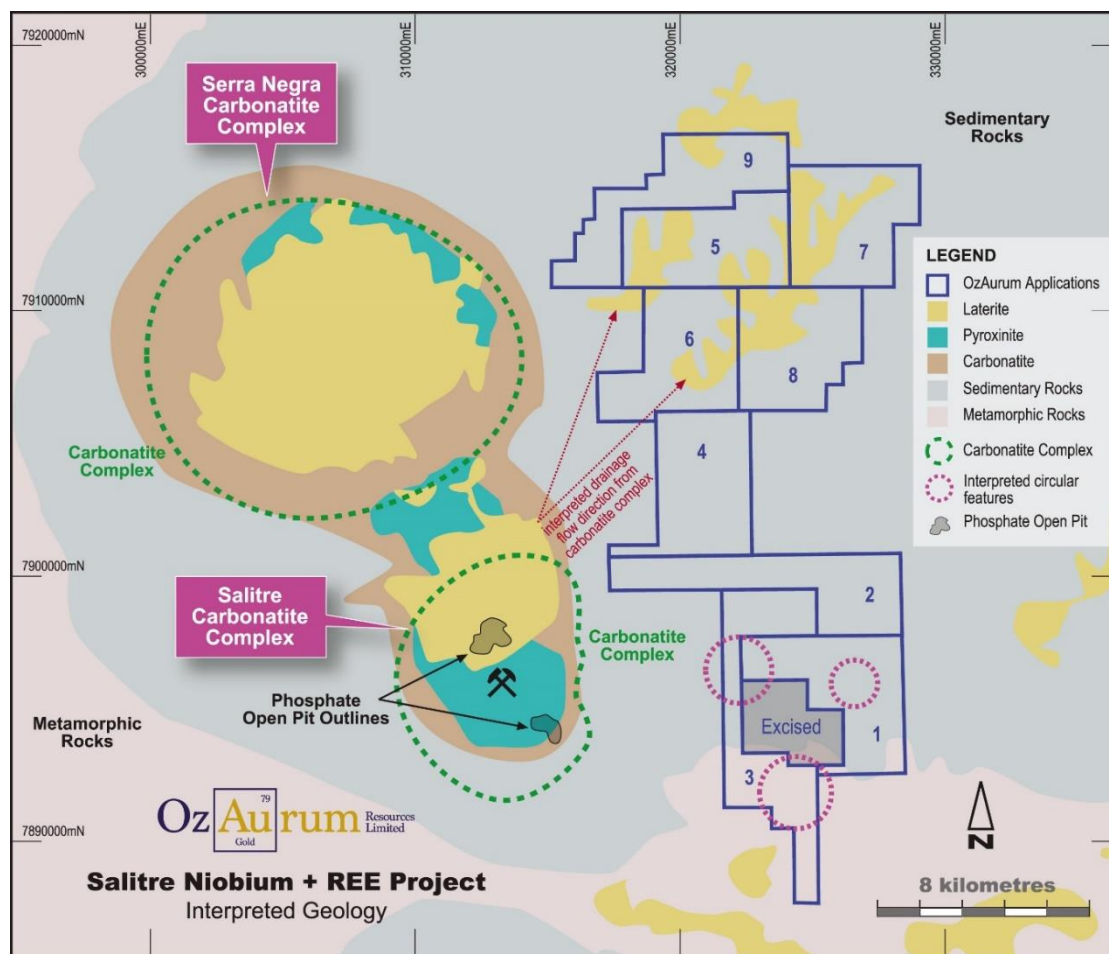 7920000mN
300000mE
310000mE
320000mE
330000mE
Serra Negra
Carbonatite
Complex
Sedimentary
Rocks
9
5
7
7910000mN
6
8
4
Carbonatite
Complex
interpreted drainage
flow direction from
carbonatite complex
LEGEND
OzAurum Applications
Laterite
Pyroxinite
Carbonatite
Sedimentary Rocks
Metamorphic Rocks
Carbonatite Complex
Interpreted circular
features
Phosphate Open Pit
7900000mN
Salitre
Carbonatite
Complex
Carbonatite
Complex
2
Phosphate
Open Pit Outlines
Metamorphic
Rocks
Excised
1
3
7890000mN
Oz Au rum
79
Gold
Resources
Limited
Salitre Niobium + REE Project
Interpreted Geology
N
8 kilometres